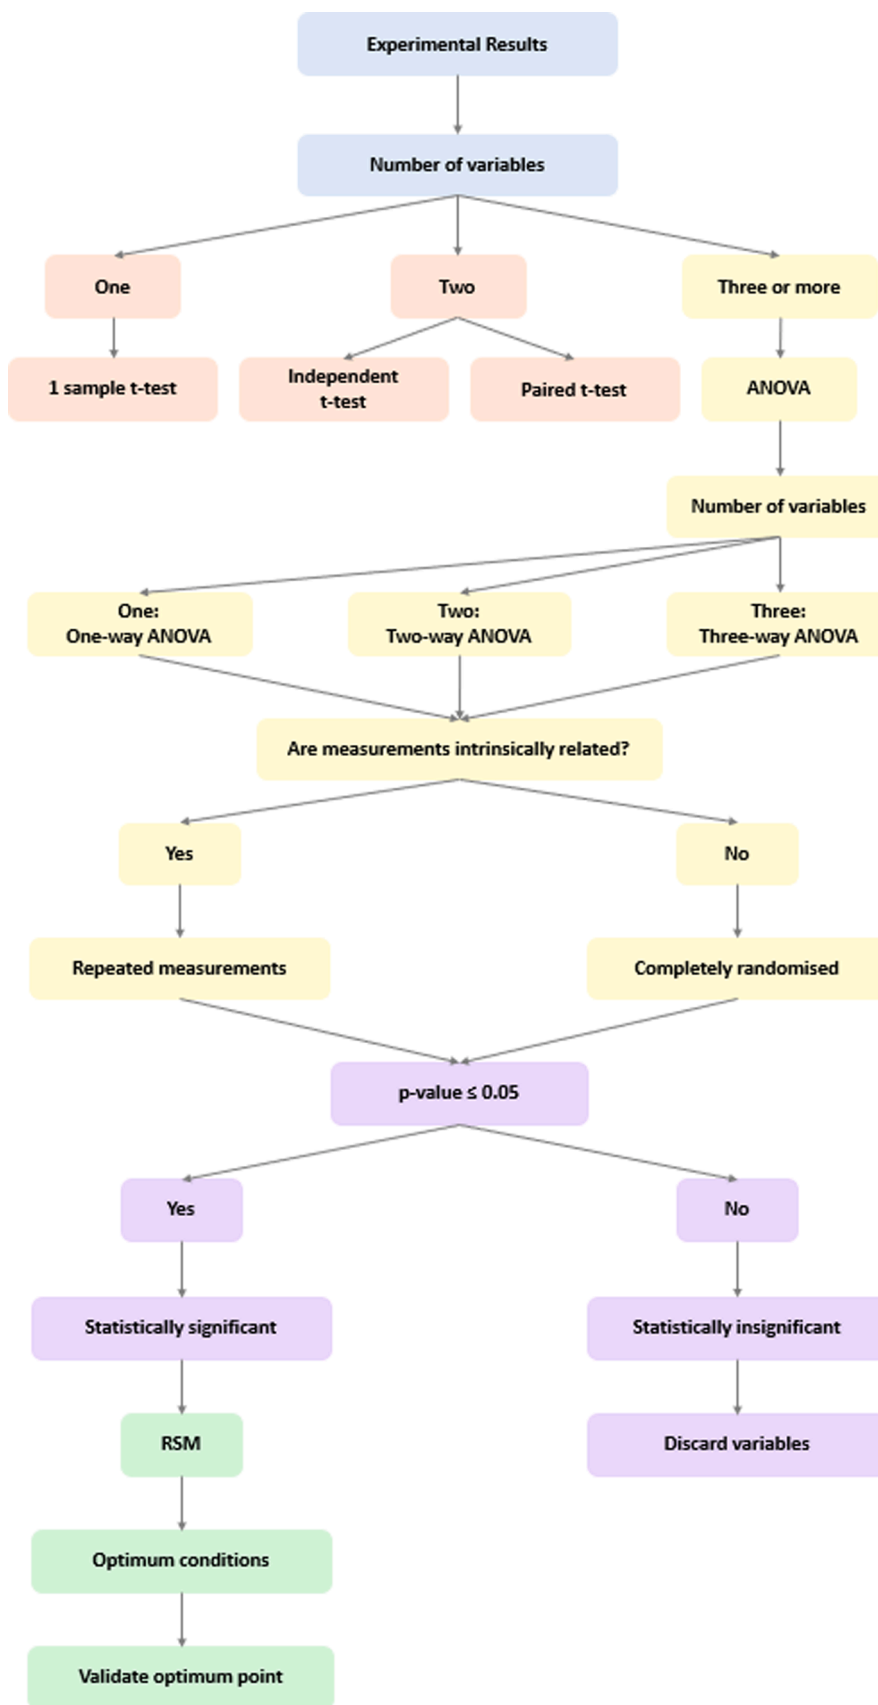 Experimental Results
Number of variables
One
Two
Three or more
1 sample t-test
Independent
t-test
Paired t-test
ANOVA
Number of variables
One:
One-way ANOVA
Two:
Two-way ANOVA
Three:
Three-way ANOVA
Are measurements intrinsically related?
Yes
No
Repeated measurements
Completely randomised
p-value ≤ 0.05
Yes
No
Statistically significant
Statistically insignificant
RSM
Discard variables
Optimum conditions
Validate optimum point